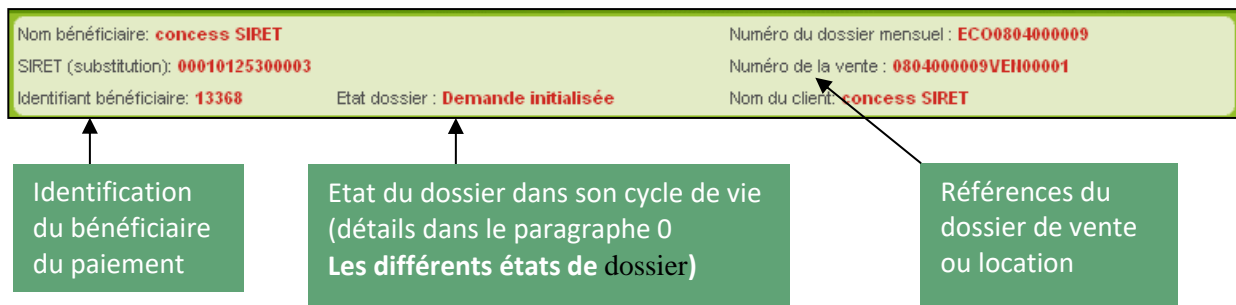 Nom bénéficiaire: concess SIRET
Numéro du dossier mensuel : ECO0804000009
SIRET (substitution): 00010125300003
Numéro de la vente : 0804000009VEN00001
Identifiant bénéficiaire: 13368
Etat dossier : Demande initialisée
Nom du client: concess SIRET
Identification
du bénéficiaire
du paiement
Etat du dossier dans son cycle de vie
(détails dans le paragraphe 0
Les différents états de dossier)
Références du
dossier de vente
ou location